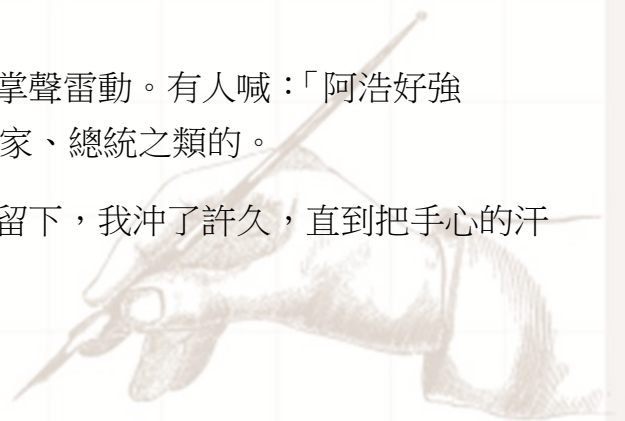 掌聲雷動。有人喊：「阿浩好強
家、總統之類的。
留下，我沖了許久，直到把手心的汗